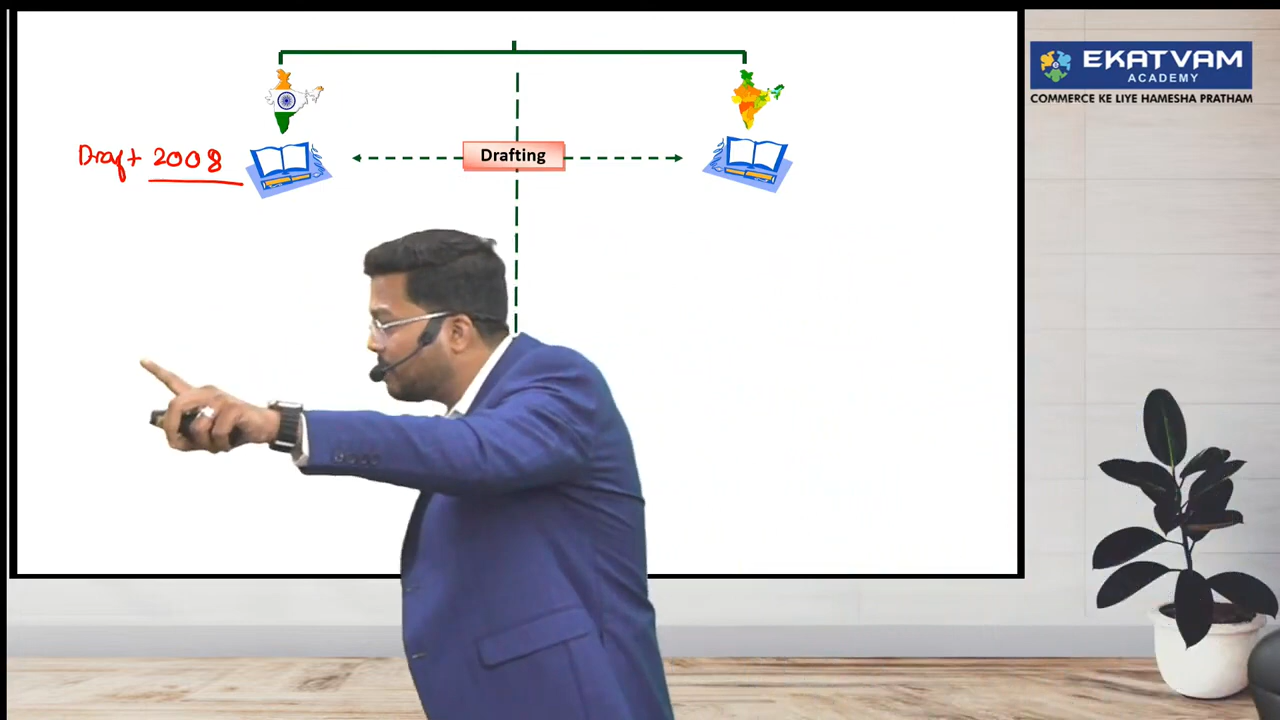 EKATVAM
ACADEMY
COMMERCE KE LIYE HAMESHA PRATHAM
Draft 2008
Drafting